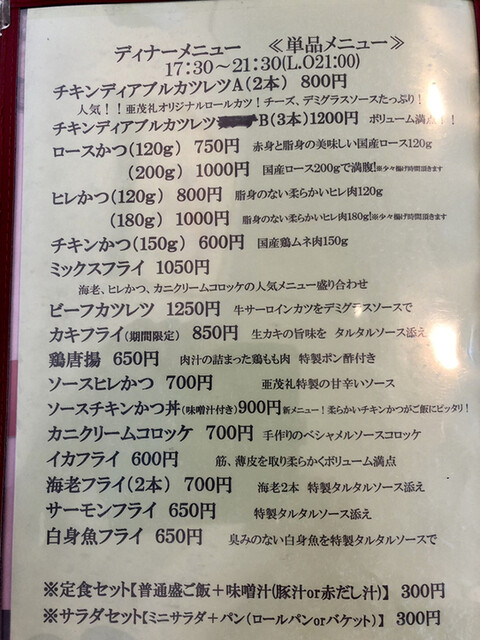 ディナーメニュー ≪単品メニュー≫
17:30～21:30(L.O21:00)
チキンディアブルカツレツA(2本) 800円
人気!!亜茂礼オリジナルロールカツ!チーズ、デミグラスソースたっぷり!
チキンディアブルカツレツ B(3本)1200円 ボリューム満点!!
ロースかつ(120g) 750円 赤身と脂身の美味しい国産ロース120g
(200g) 1000円 国産ロース200gで満腹!※少々揚げ時間頂きます
ヒレかつ(120g) 800円 脂身のない柔らかいヒレ肉120g
(180g) 1000円 脂身のない柔らかいヒレ肉180g!※少々揚げ時間頂きます
チキンかつ(150g) 600円 国産鶏ムネ肉150g
ミックスフライ 1050円
海老、ヒレかつ、カニクリームコロッケの人気メニュー盛り合わせ
ビーフカツレツ 1250円 牛サーロインカツをデミグラスソースで
カキフライ(期間限定) 850円 生カキの旨味を タルタルソース添え
鶏唐揚 650円 肉汁の詰まった鶏もも肉 特製ポン酢付き
ソースヒレかつ 700円 亜茂礼特製の甘辛いソース
ソースチキンかつ丼(味噌汁付き)900円 新メニュー!柔らかいチキンかつがご飯にピッタリ!
カニクリームコロッケ 700円 手作りのベシャメルソースコロッケ
イカフライ 600円 筋、薄皮を取り柔らかくボリューム満点
海老フライ(2本) 700円 海老2本 特製タルタルソース添え
サーモンフライ 650円 特製タルタルソース添え
白身魚フライ 650円 臭みのない白身魚を特製タルタルソースで
※定食セット【普通盛ご飯+味噌汁(豚汁or赤だし汁)】 300円
※サラダセット【ミニサラダ+パン(ロールパンorバケット)】 300円